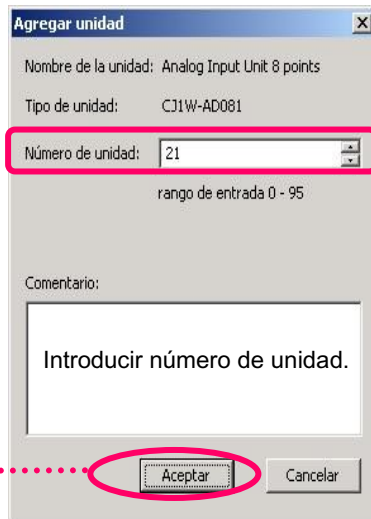 Agregar unidad
Nombre de la unidad: Analog Input Unit 8 points
Tipo de unidad: CJ1W-AD081
Número de unidad: 21
rango de entrada 0 - 95
Comentario:
Introducir número de unidad.
Aceptar Cancelar